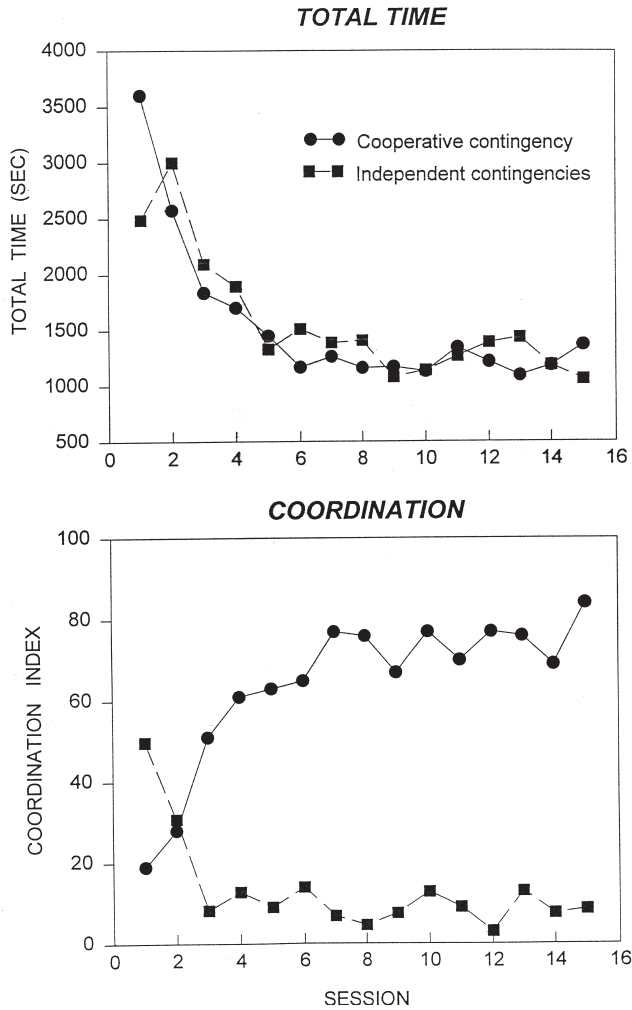 TOTAL TIME
4000
3500
3000
2500
2000
1500
1000
500
TOTAL TIME (SEC)
Cooperative contingency
Independent contingencies
0 2 4 6 8 10 12 14 16
COORDINATION
100
80
60
40
20
0
COORDINATION INDEX
0 2 4 6 8 10 12 14 16
SESSION